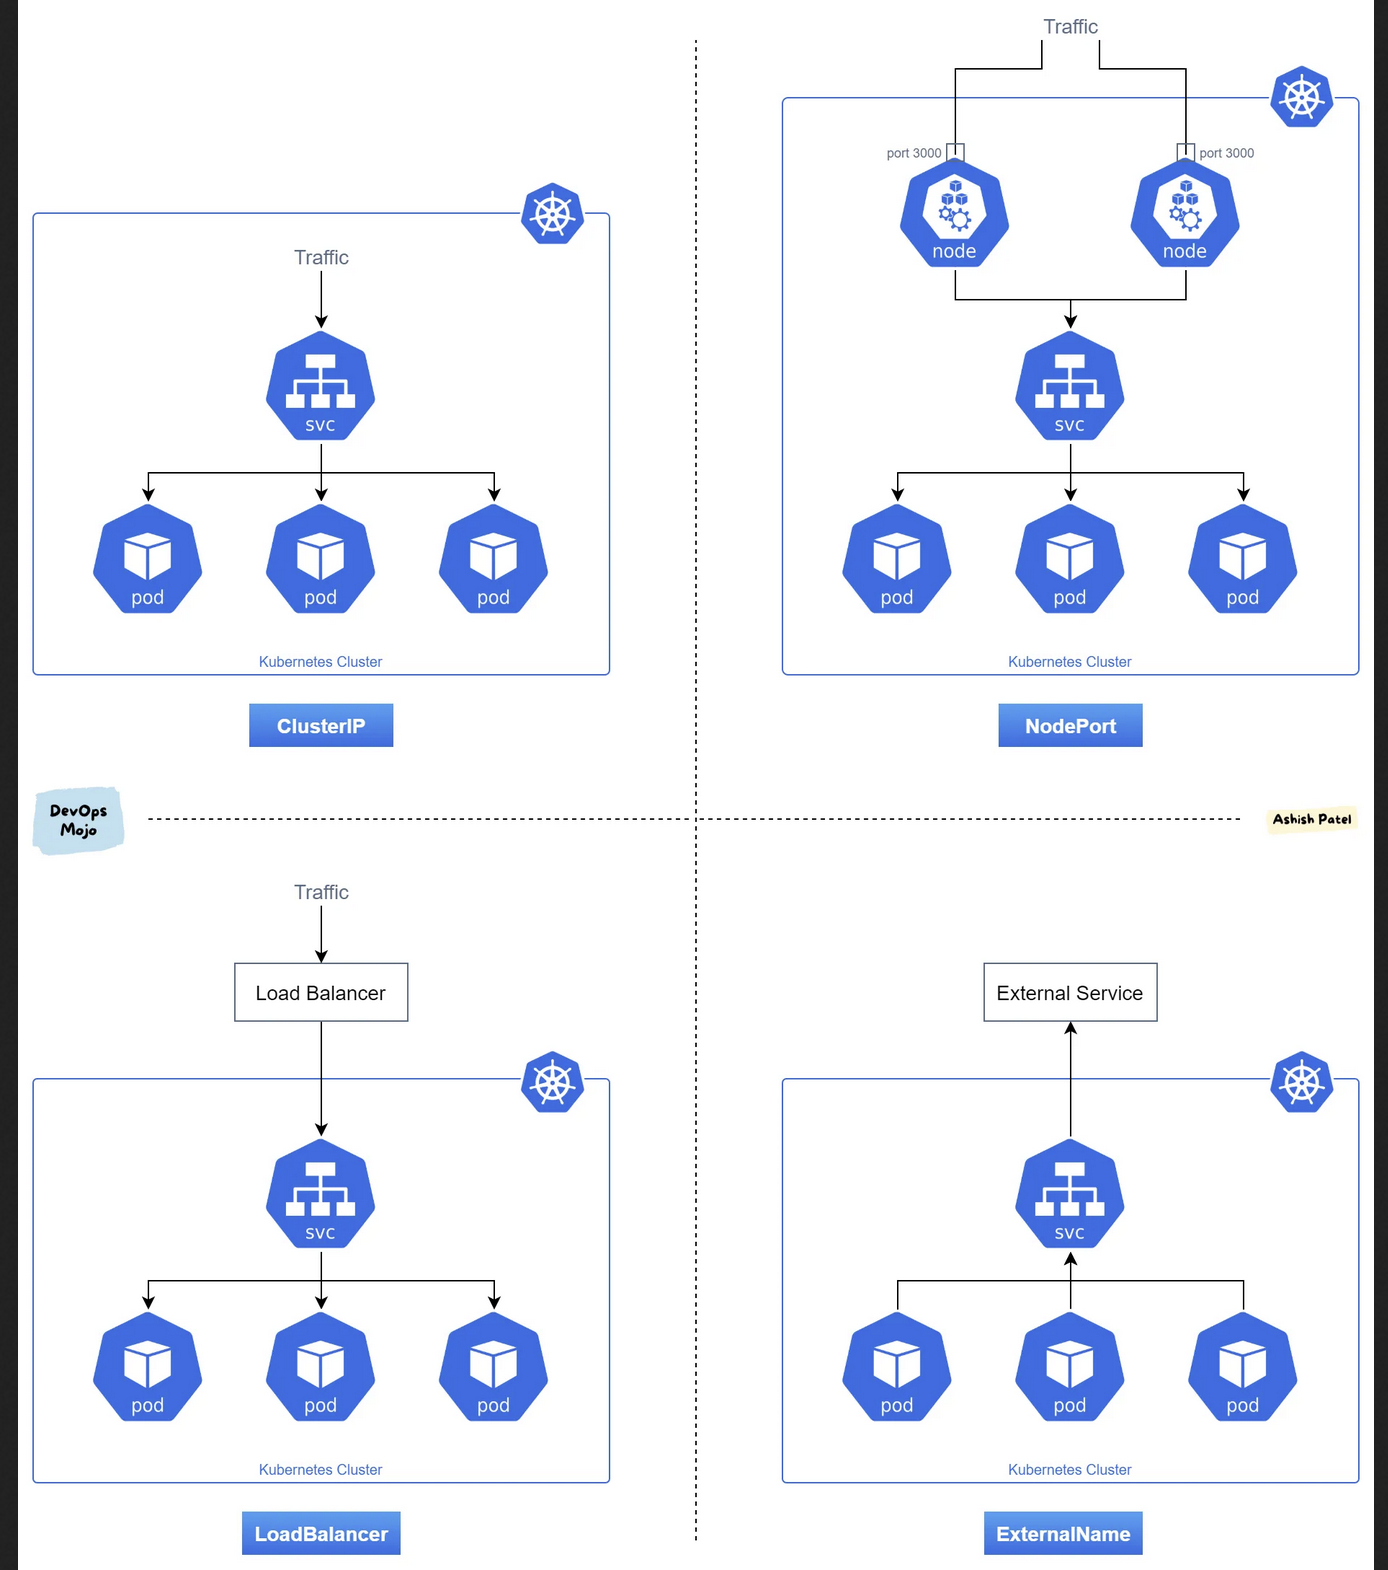 Traffic
port 3000
port 3000
node
node
Traffic
svc
svc
pod
pod
pod
pod
pod
pod
Kubernetes Cluster
Kubernetes Cluster
ClusterIP
NodePort
DevOps
Mojo
Ashish Patel
Traffic
Load Balancer
External Service
svc
svc
pod
pod
pod
pod
pod
pod
Kubernetes Cluster
Kubernetes Cluster
LoadBalancer
ExternalName